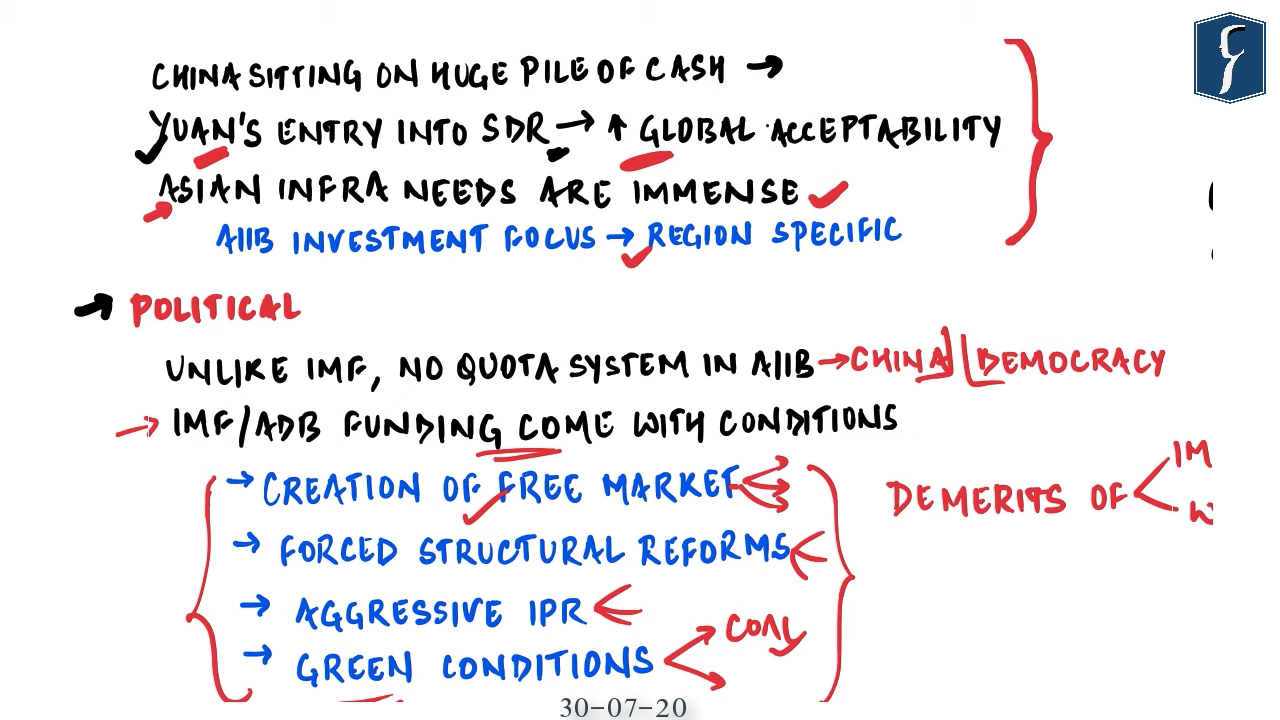 CHINA SITTING ON HUGE PILE OF CASH →
YUAN'S ENTRY INTO SDR → ↑ GLOBAL ACCEPTABILITY
ASIAN INFRA NEEDS ARE IMMENSE
AIIB INVESTMENT FOCUS → REGION SPECIFIC
→ POLITICAL
UNLIKE IMF, NO QUOTA SYSTEM IN AIIB → CHINA DEMOCRACY
→ IMF/ADB FUNDING COME WITH CONDITIONS
→ CREATION OF FREE MARKET
→ FORCED STRUCTURAL REFORMS
→ AGGRESSIVE IPR
→ GREEN CONDITIONS
DEMERITS OF
IM
30-07-20